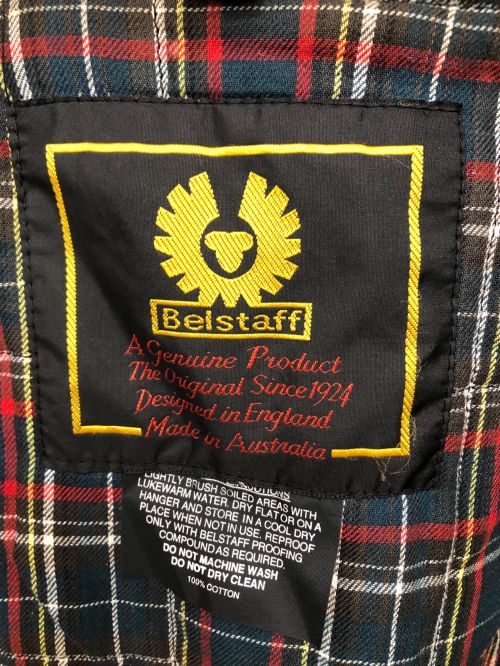 Belstaff
A Genuine Product
The Original Since 1924
Designed in England
Made in Australia
LIGHTLY BRUSH SOILED AREAS WITH
LUKEWARM WATER. DRY FLAT OR ON A
HANGER AND STORE IN A COOL DRY
PLACE WHEN NOT IN USE. REPROOF
ONLY WITH BELSTAFF PROOFING
COMPOUND AS REQUIRED.
DO NOT MACHINE WASH
DO NOT DRY CLEAN
100% COTTON